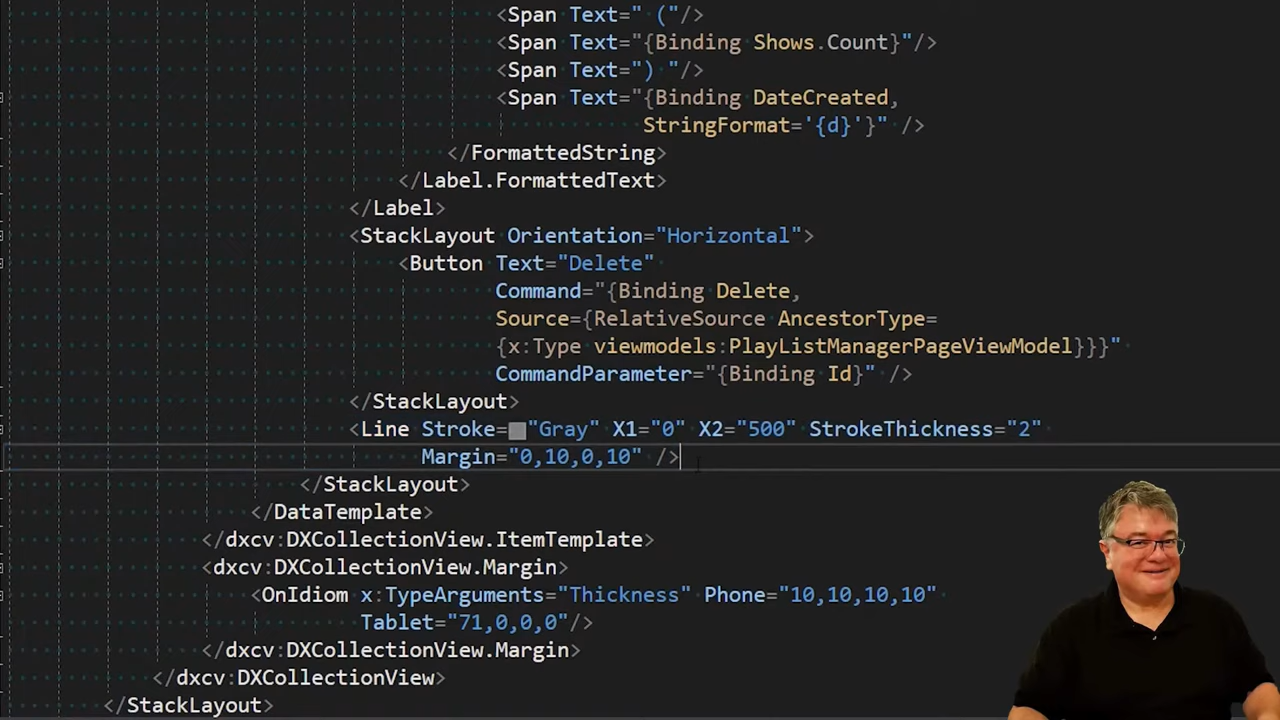 <Span Text=" ("/>
<Span Text="{Binding Shows.Count}"/>
<Span Text=") "/>
<Span Text="{Binding DateCreated,
StringFormat='{d}'}" />
</FormattedString>
</Label.FormattedText>
</Label>
<StackLayout Orientation="Horizontal">
<Button Text="Delete"
Command="{Binding Delete,
Source={RelativeSource AncestorType=
{x:Type viewmodels:PlayListManagerPageViewModel}}}"
CommandParameter="{Binding Id}" />
</StackLayout>
<Line Stroke="Gray" X1="0" X2="500" StrokeThickness="2"
Margin="0,10,0,10" />
</StackLayout>
</DataTemplate>
</dxcv:DXCollectionView.ItemTemplate>
<dxcv:DXCollectionView.Margin>
<OnIdiom x:TypeArguments="Thickness" Phone="10,10,10,10"
Tablet="71,0,0,0"/>
</dxcv:DXCollectionView.Margin>
</dxcv:DXCollectionView>
</StackLayout>